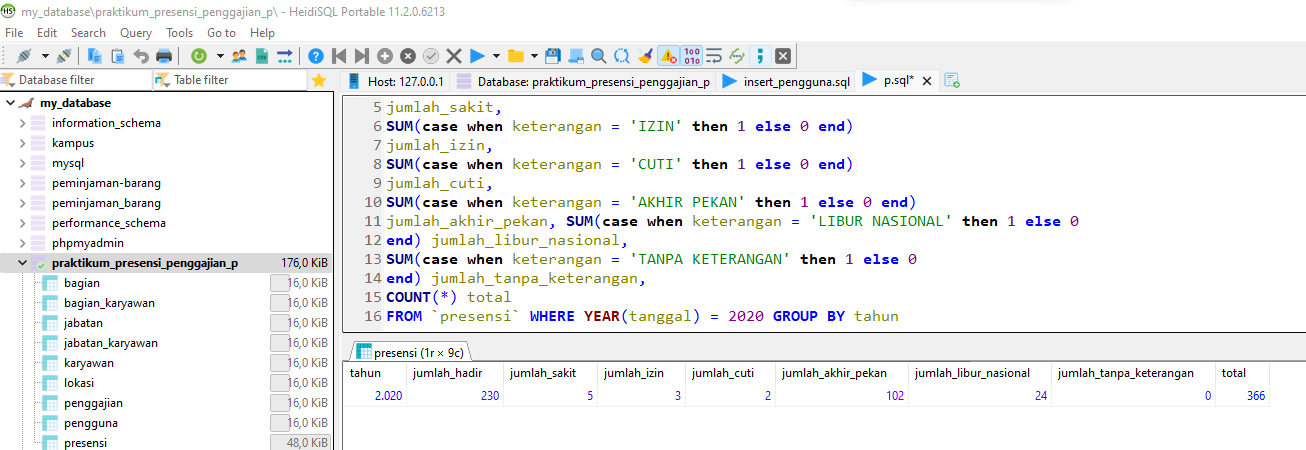 my_database\praktikum_presensi_penggajian_p\ - HeidiSQL Portable 11.2.0.6213
File Edit Search Query Tools Go to Help
Database filter
Table filter
Host: 127.0.0.1
Database: praktikum_presensi_penggajian_p
insert_pengguna.sql
p.sql*
my_database
information_schema
kampus
mysql
peminjaman-barang
peminjaman_barang
performance_schema
phpmyadmin
praktikum_presensi_penggajian_p 176,0 KiB
bagian 16,0 KiB
bagian_karyawan 16,0 KiB
jabatan 16,0 KiB
jabatan_karyawan 16,0 KiB
karyawan 16,0 KiB
lokasi 16,0 KiB
penggajian 16,0 KiB
pengguna 16,0 KiB
presensi 48,0 KiB
5 jumlah_sakit,
6 SUM(case when keterangan = 'IZIN' then 1 else 0 end)
7 jumlah_izin,
8 SUM(case when keterangan = 'CUTI' then 1 else 0 end)
9 jumlah_cuti,
10 SUM(case when keterangan = 'AKHIR PEKAN' then 1 else 0 end)
11 jumlah_akhir_pekan, SUM(case when keterangan = 'LIBUR NASIONAL' then 1 else 0
12 end) jumlah_libur_nasional,
13 SUM(case when keterangan = 'TANPA KETERANGAN' then 1 else 0
14 end) jumlah_tanpa_keterangan,
15 COUNT(*) total
16 FROM `presensi` WHERE YEAR(tanggal) = 2020 GROUP BY tahun
presensi (1r × 9c)
tahun jumlah_hadir jumlah_sakit jumlah_izin jumlah_cuti jumlah_akhir_pekan jumlah_libur_nasional jumlah_tanpa_keterangan total
2.020 230 5 3 2 102 24 0 366